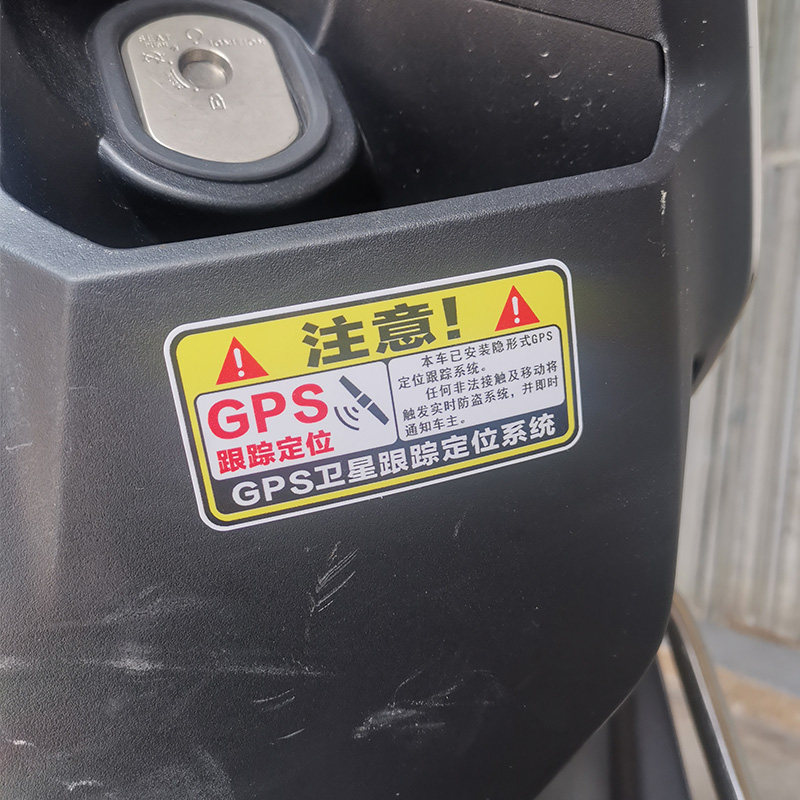 注意!
GPS
跟踪定位
本车已安装隐形式GPS
定位跟踪系统。
任何非法接触及移动将
触发实时防盗系统，并即时
通知车主。
GPS卫星跟踪定位系统